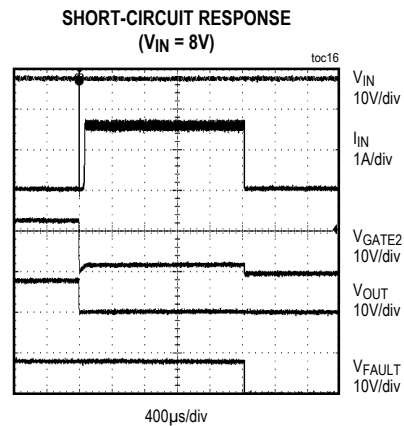 SHORT-CIRCUIT RESPONSE
(VIN = 8V)
toc16
VIN
10V/div
IIN
1A/div
VGATE2
10V/div
VOUT
10V/div
VFAULT
10V/div
400µs/div